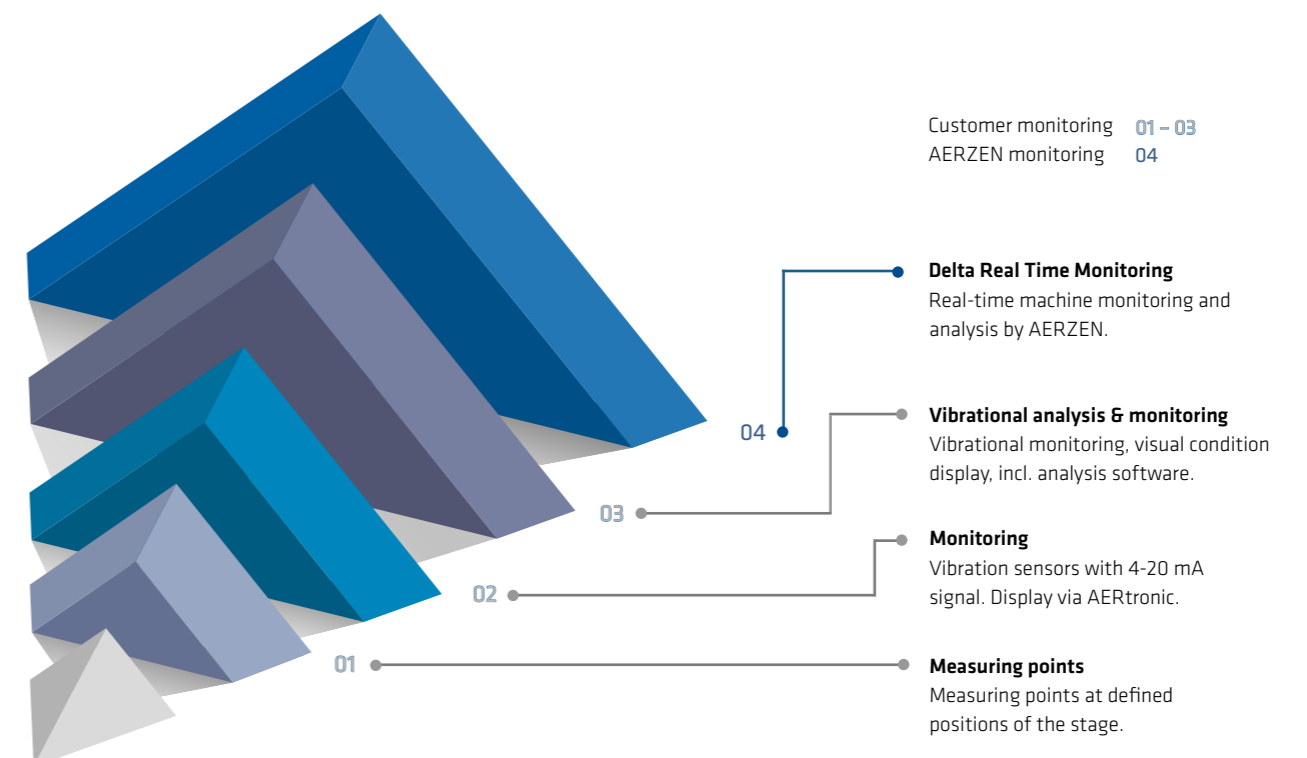 Customer monitoring 01 – 03
AERZEN monitoring 04
Delta Real Time Monitoring
Real-time machine monitoring and
analysis by AERZEN.
04
Vibrational analysis & monitoring
Vibrational monitoring, visual condition
display, incl. analysis software.
03
Monitoring
Vibration sensors with 4-20 mA
signal. Display via AERtronic.
02
Measuring points
Measuring points at defined
positions of the stage.
01